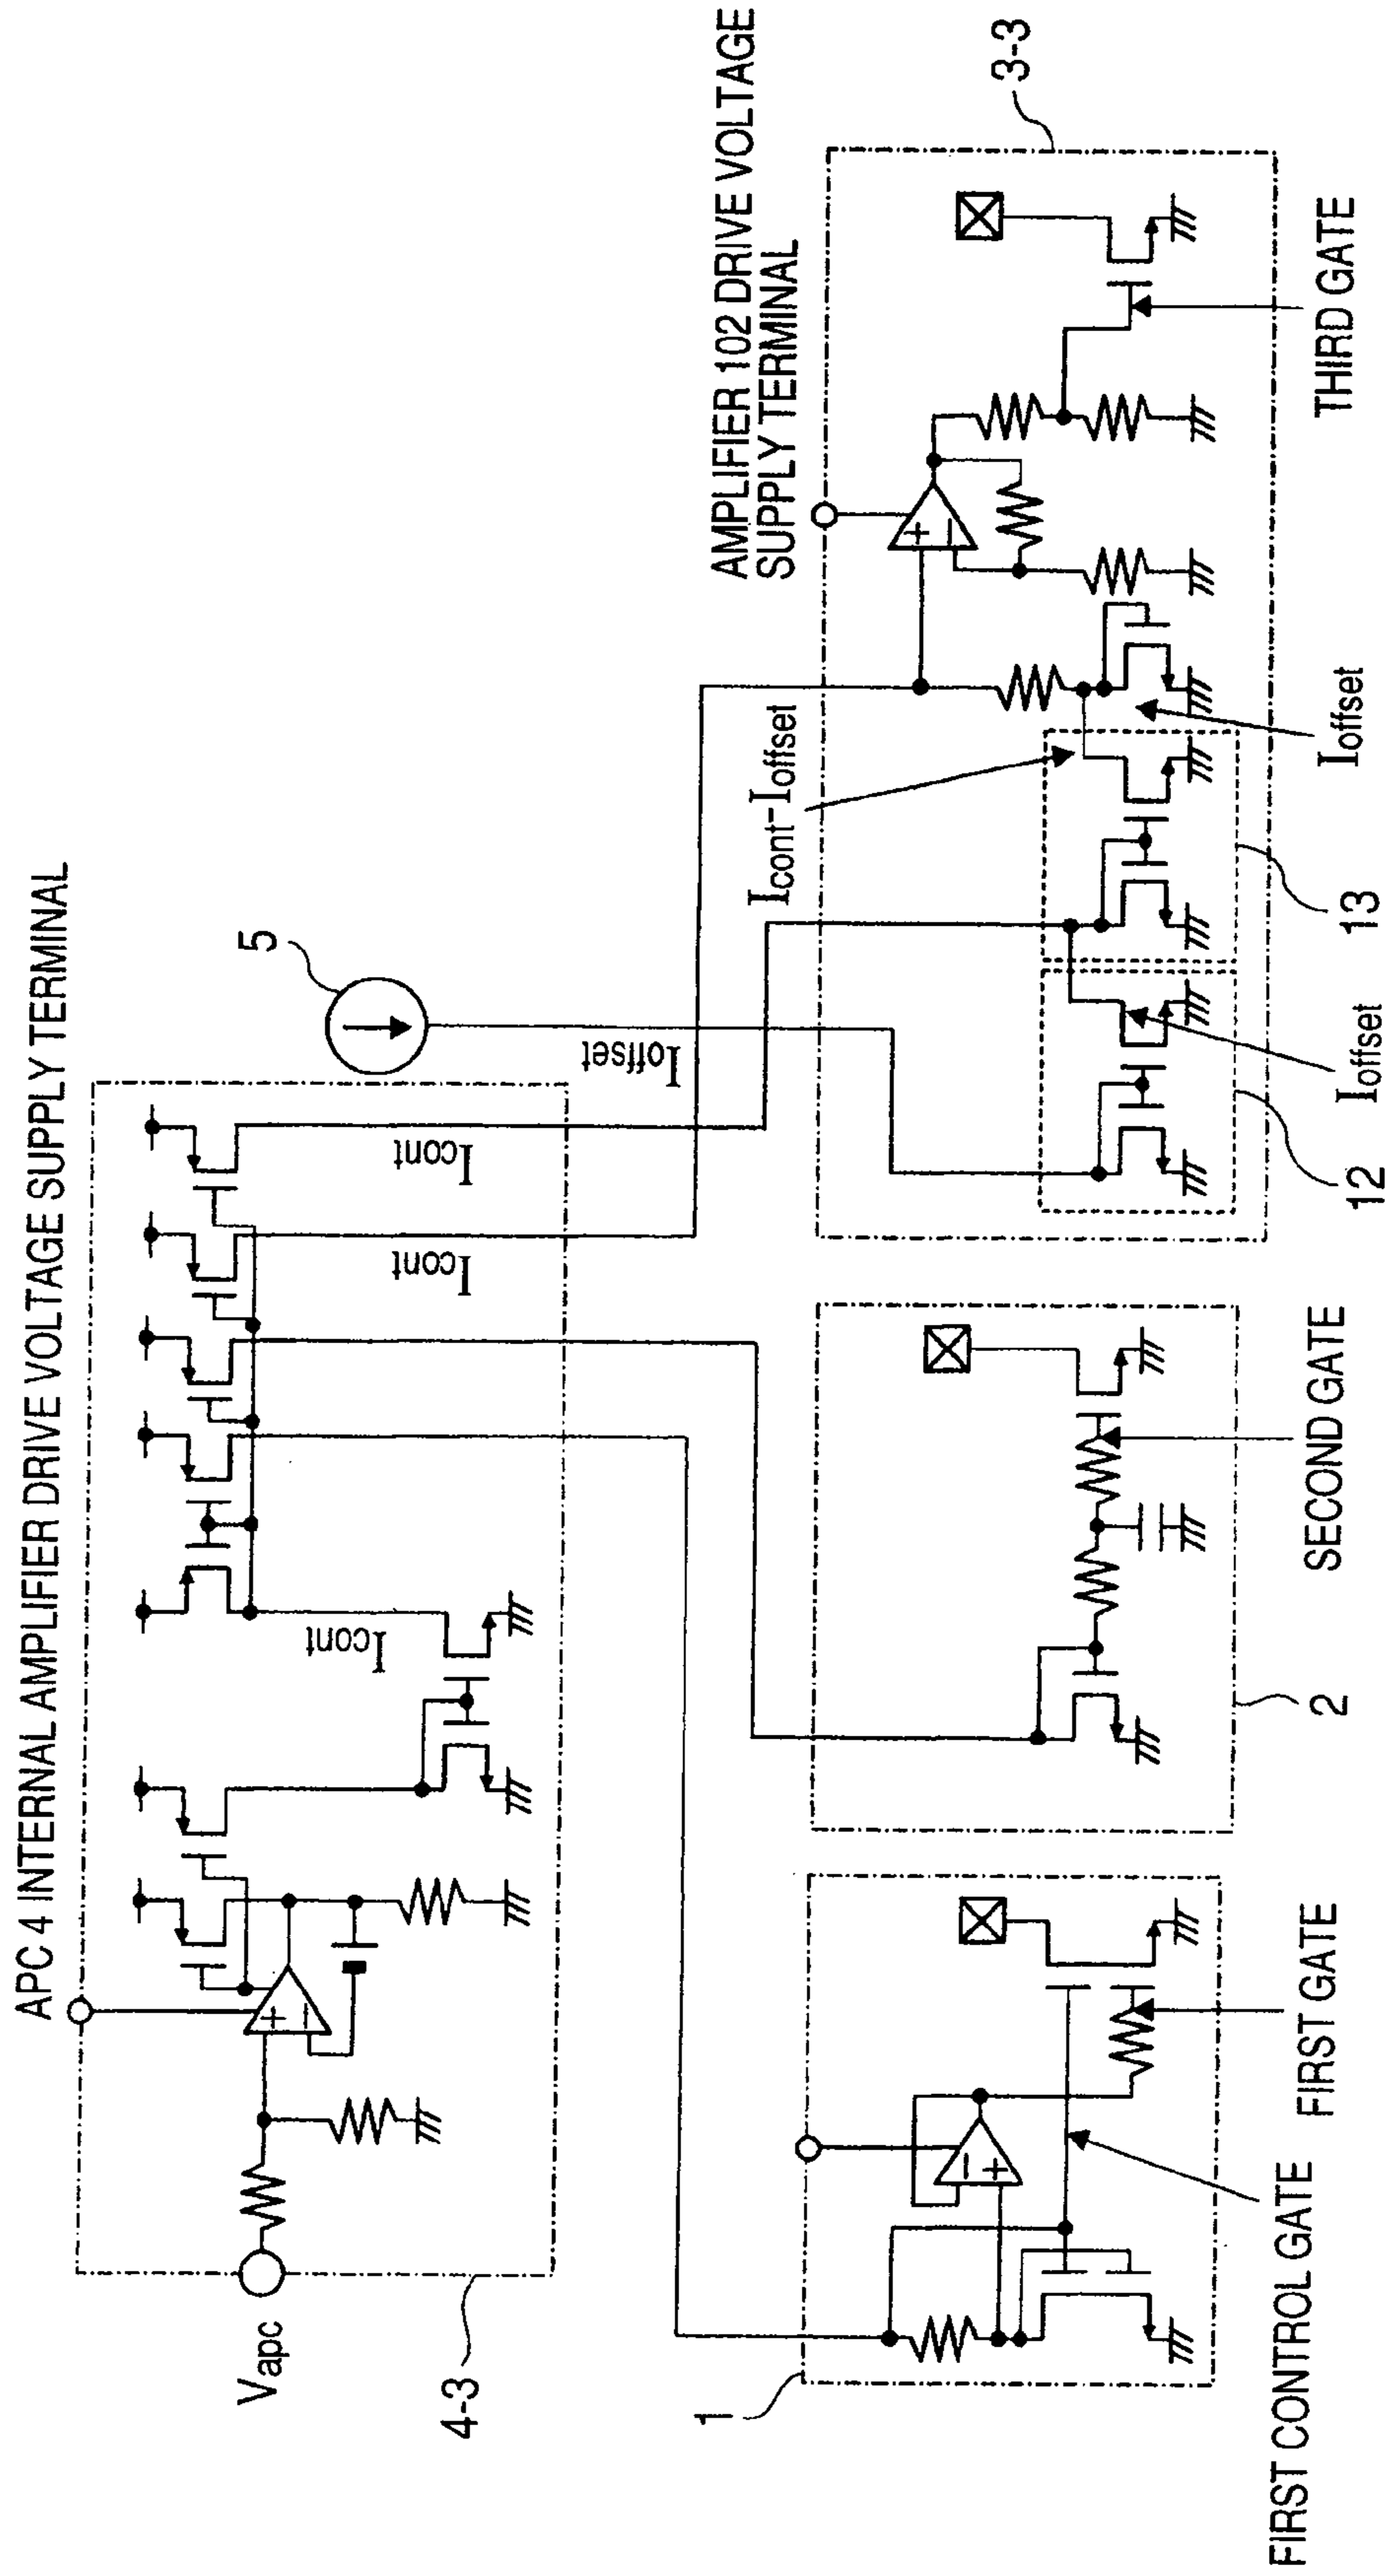 APC 4 INTERNAL AMPLIFIER DRIVE VOLTAGE SUPPLY TERMINAL
Vapc
4-3
Icont
Icont
Icont
5
Ioffset
AMPLIFIER 102 DRIVE VOLTAGE
SUPPLY TERMINAL
3-3
Icont-Ioffset
Ioffset
Ioffset
12
13
THIRD GATE
1
FIRST CONTROL GATE
FIRST GATE
2
SECOND GATE
+
−
−
+
+
−